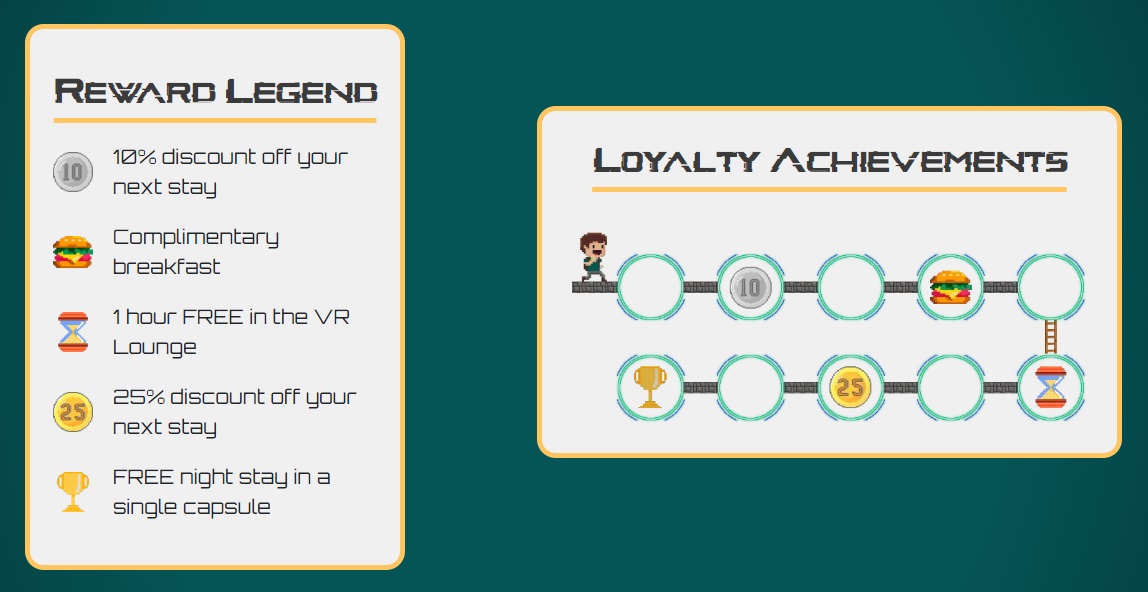 Reward Legend
10
10% discount off your
next stay
Complimentary
breakfast
1 hour FREE in the VR
Lounge
25
25% discount off your
next stay
FREE night stay in a
single capsule
Loyalty Achievements
10
25